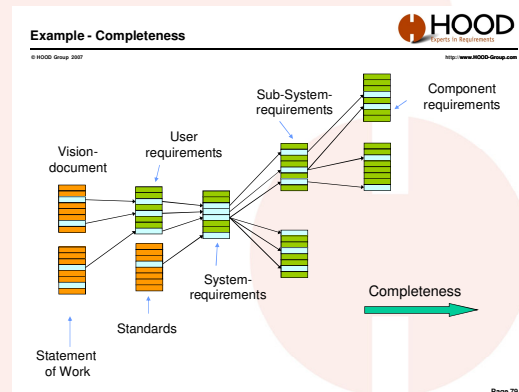 Example - Completeness
HOOD
Experts in Requirements
© HOOD Group 2007
http://www.HOOD-Group.com
Sub-System-
requirements
Component
requirements
User
requirements
Vision-
document
System-
requirements
Completeness
Standards
Statement
of Work
Page 79